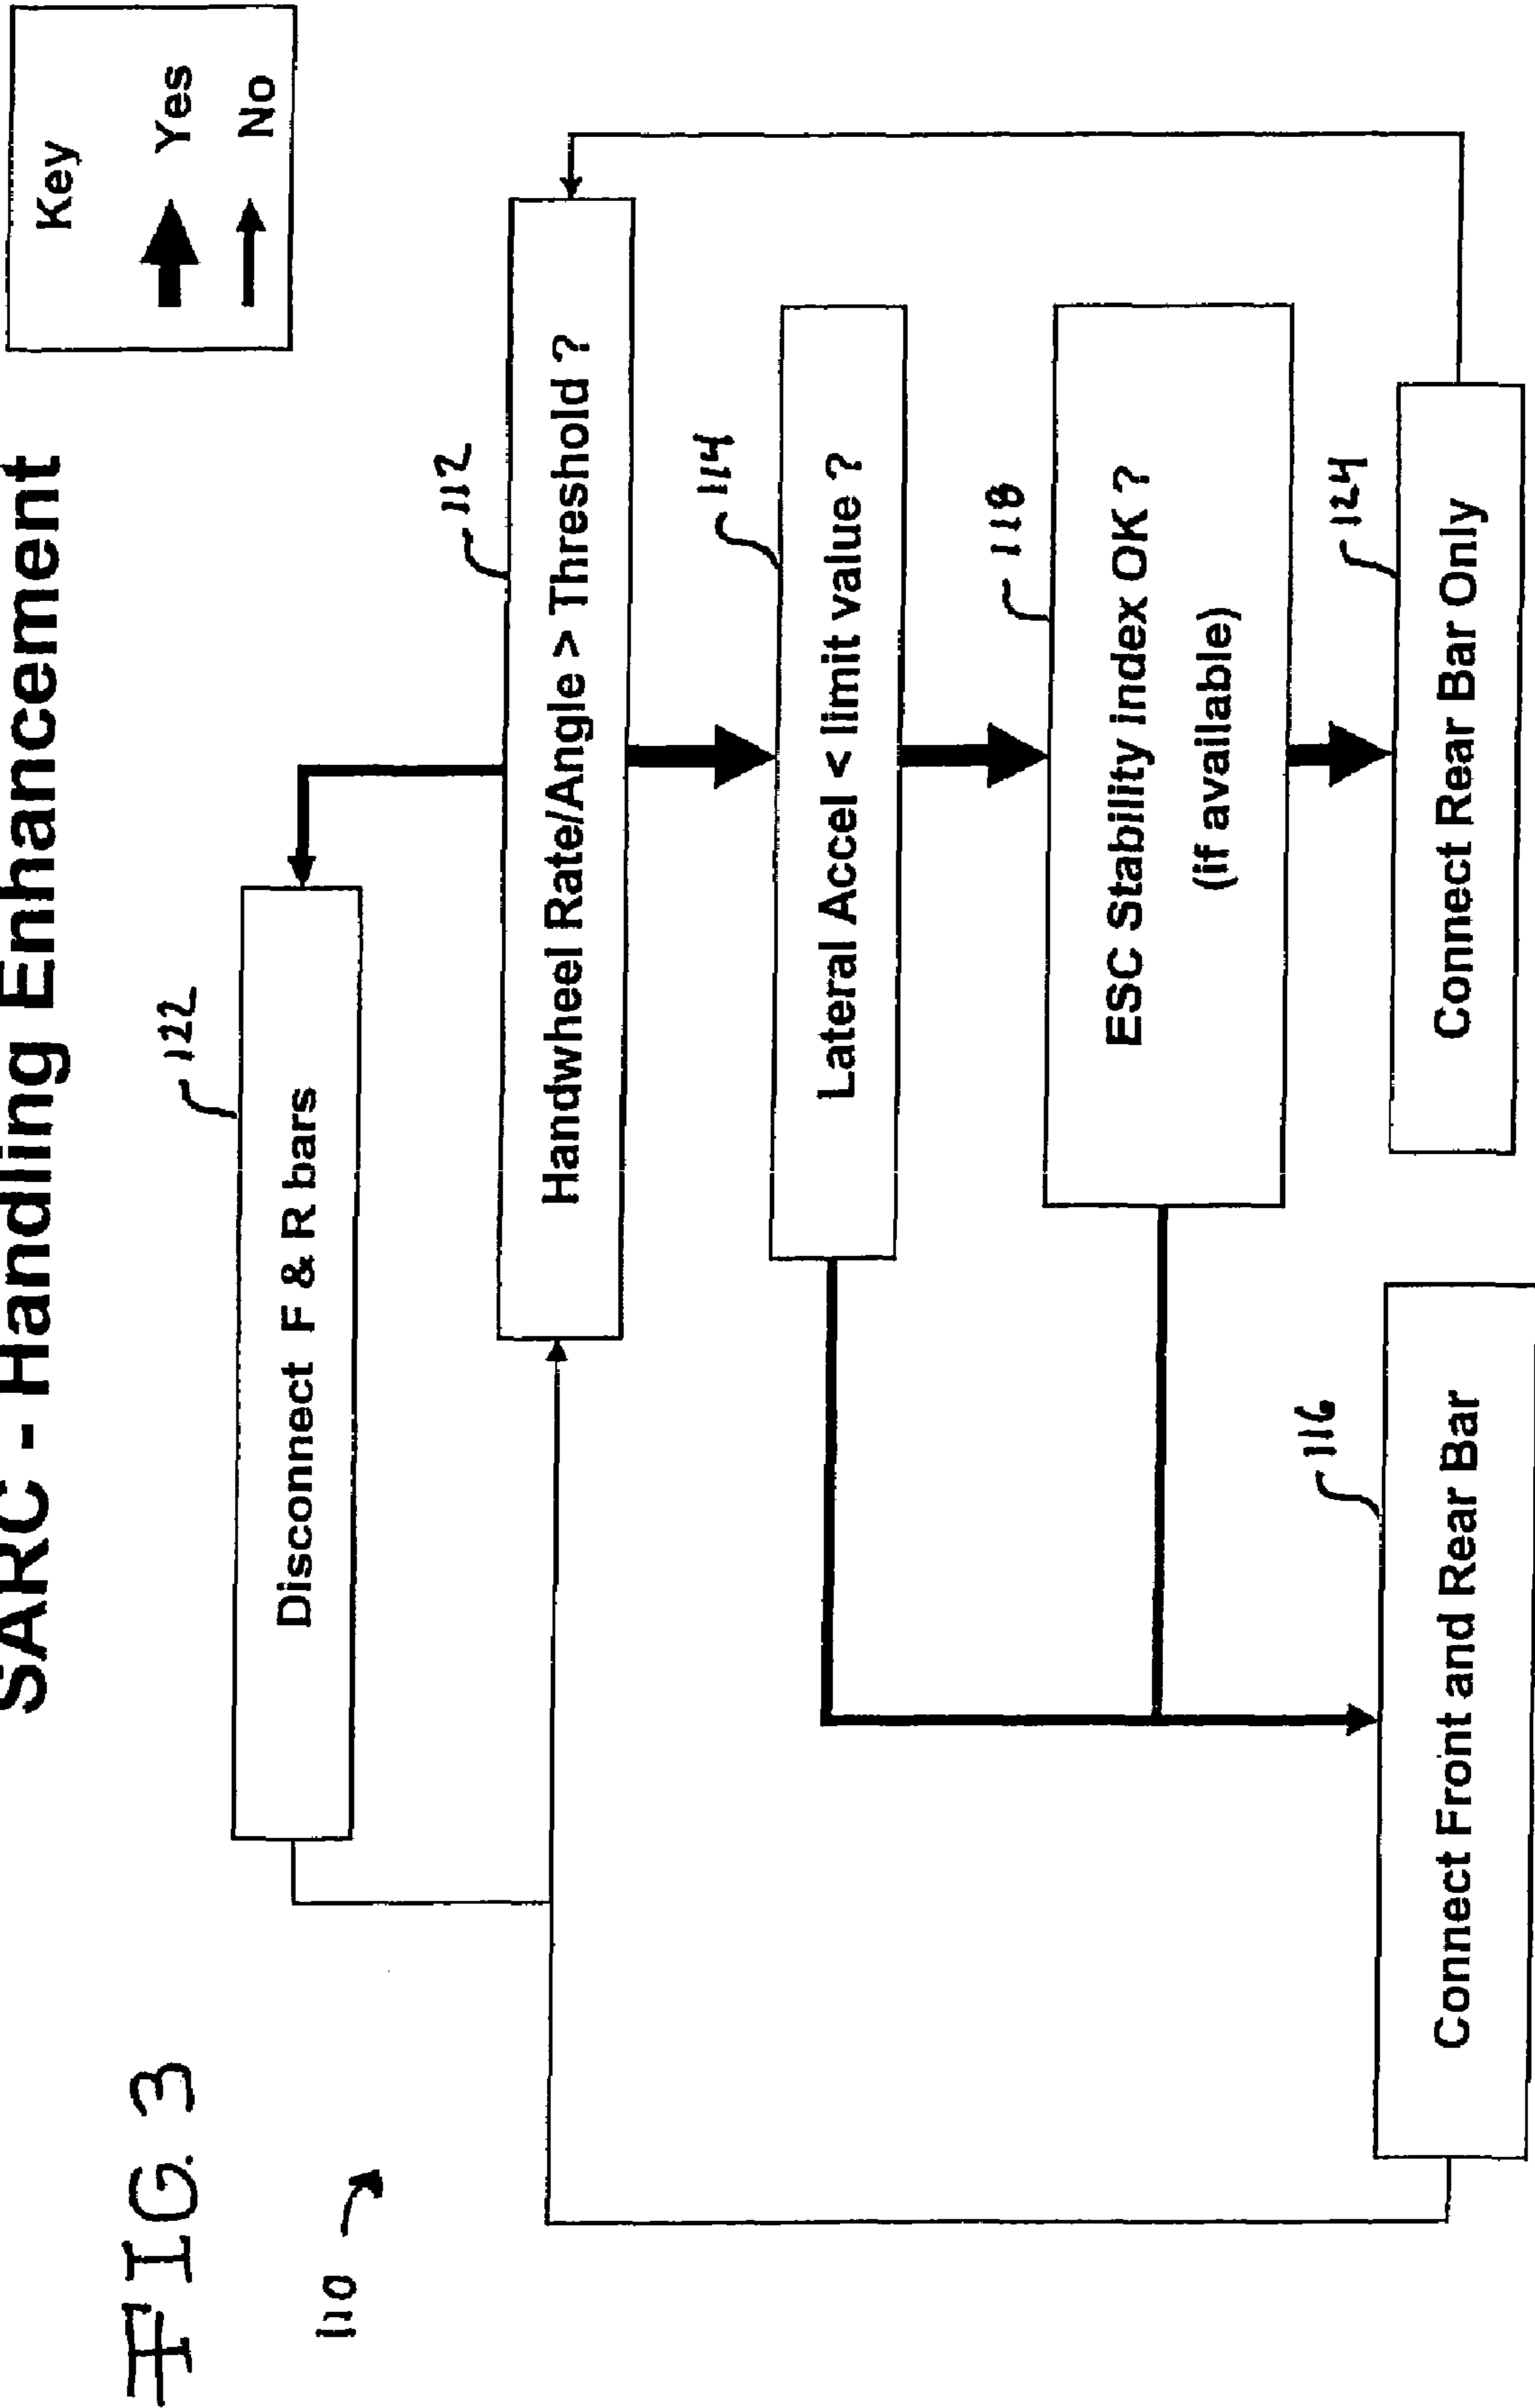 SARC - Handling Enhancement
FIG. 3
110
Key
Yes
No
122
Disconnect F & R bars
112
Handwheel Rate/Angle > Threshold ?
114
Lateral Accel < limit value ?
118
ESC Stability index OK ?
(if available)
116
Connect Front and Rear Bar
124
Connect Rear Bar Only